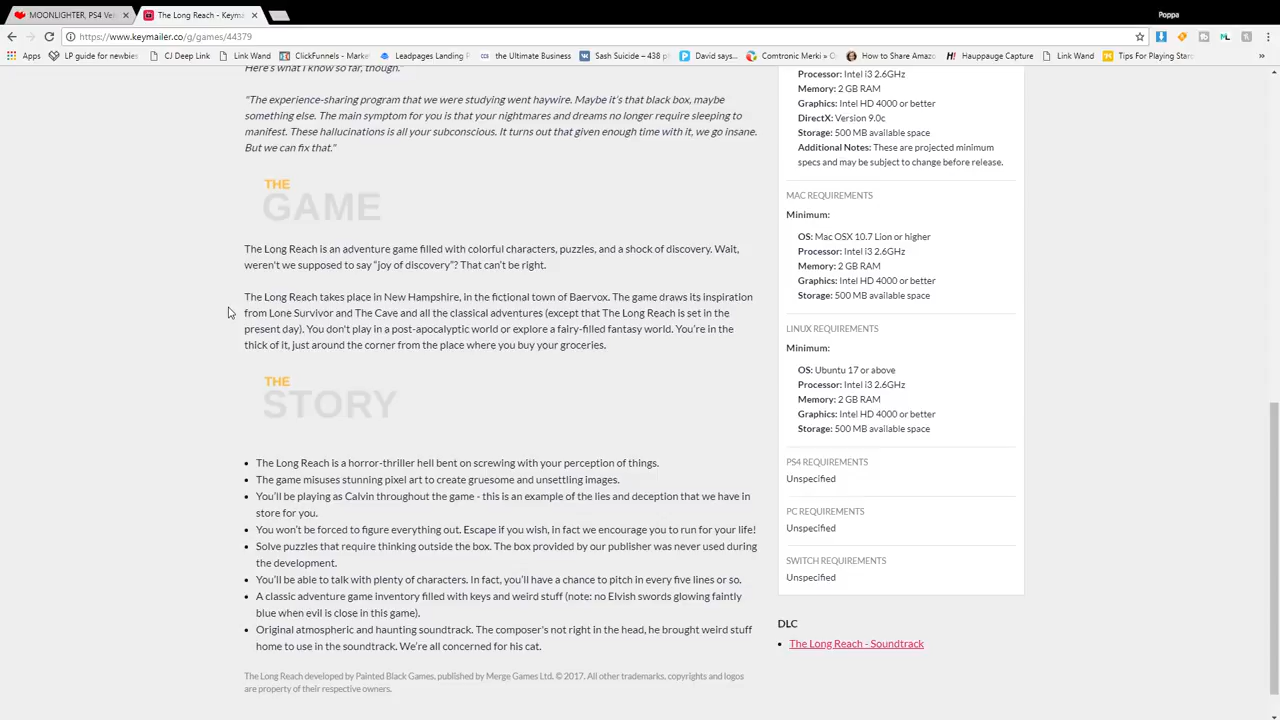 MOONLIGHTER, PS4 Ve
The Long Reach - Keyma
Poppa
https://www.keymailer.co/g/games/44379
Apps
LP guide for newbies
CJ Deep Link
Link Wand
ClickFunnels - Market
Leadpages Landing
the Ultimate Business
Sash Suicide – 438 p
David says...
Comtronic Merki » O
How to Share Amazo
Hauppauge Capture
Link Wand
Tips For Playing Star
Here's what I know so far, though."
"The experience-sharing program that we were studying went haywire. Maybe it's that black box, maybe
something else. The main symptom for you is that your nightmares and dreams no longer require sleeping to
manifest. These hallucinations is all your subconscious. It turns out that given enough time with it, we go insane.
But we can fix that."
THE
GAME
The Long Reach is an adventure game filled with colorful characters, puzzles, and a shock of discovery. Wait,
weren't we supposed to say “joy of discovery”? That can’t be right.
The Long Reach takes place in New Hampshire, in the fictional town of Baervox. The game draws its inspiration
from Lone Survivor and The Cave and all the classical adventures (except that The Long Reach is set in the
present day). You don't play in a post-apocalyptic world or explore a fairy-filled fantasy world. You’re in the
thick of it, just around the corner from the place where you buy your groceries.
THE
STORY
The Long Reach is a horror-thriller hell bent on screwing with your perception of things.
The game misuses stunning pixel art to create gruesome and unsettling images.
You’ll be playing as Calvin throughout the game - this is an example of the lies and deception that we have in
store for you.
You won’t be forced to figure everything out. Escape if you wish, in fact we encourage you to run for your life!
Solve puzzles that require thinking outside the box. The box provided by our publisher was never used during
the development.
You’ll be able to talk with plenty of characters. In fact, you’ll have a chance to pitch in every five lines or so.
A classic adventure game inventory filled with keys and weird stuff (note: no Elvish swords glowing faintly
blue when evil is close in this game).
Original atmospheric and haunting soundtrack. The composer’s not right in the head, he brought weird stuff
home to use in the soundtrack. We’re all concerned for his cat.
The Long Reach developed by Painted Black Games, published by Merge Games Ltd. © 2017. All other trademarks, copyrights and logos
are property of their respective owners.
Processor: Intel i3 2.6GHz
Memory: 2 GB RAM
Graphics: Intel HD 4000 or better
DirectX: Version 9.0c
Storage: 500 MB available space
Additional Notes: These are projected minimum
specs and may be subject to change before release.
MAC REQUIREMENTS
Minimum:
OS: Mac OSX 10.7 Lion or higher
Processor: Intel i3 2.6GHz
Memory: 2 GB RAM
Graphics: Intel HD 4000 or better
Storage: 500 MB available space
LINUX REQUIREMENTS
Minimum:
OS: Ubuntu 17 or above
Processor: Intel i3 2.6GHz
Memory: 2 GB RAM
Graphics: Intel HD 4000 or better
Storage: 500 MB available space
PS4 REQUIREMENTS
Unspecified
PC REQUIREMENTS
Unspecified
SWITCH REQUIREMENTS
Unspecified
DLC
The Long Reach - Soundtrack